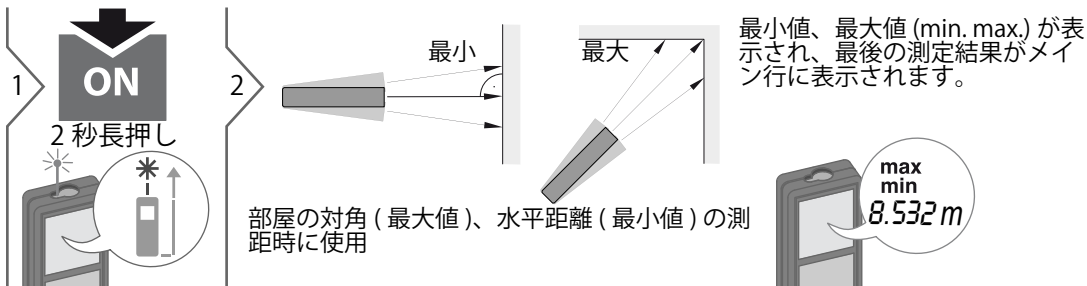 1
ON
2 秒長押し
2
最小
最大
部屋の対角 ( 最大値 )、水平距離 ( 最小値 ) の測
距時に使用
最小値、最大値 (min. max.) が表
示され、最後の測定結果がメイ
ン行に表示されます。
max
min
8.532 m